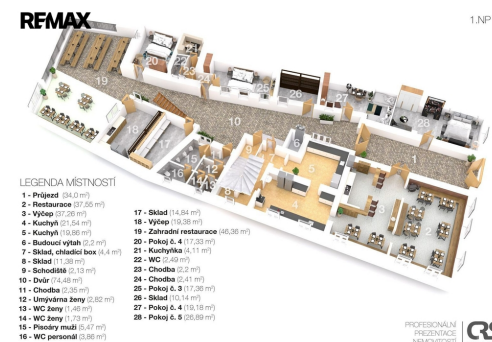 RE/MAX
1.NP
LEGENDA MÍSTNOSTÍ
1 - Průjezd (34,0 m²)
2 - Restaurace (37,55 m²)
3 - Výčep (37,26 m²)
4 - Kuchyň (21,54 m²)
5 - Kuchyň (19,86 m²)
6 - Budoucí výtah (2,2 m²)
7 - Sklad, chladící box (4,4 m²)
8 - Sklad (11,38 m²)
9 - Schodiště (2,13 m²)
10 - Dvůr (74,48 m²)
11 - Chodba (2,35 m²)
12 - Umývárna ženy (2,82 m²)
13 - WC ženy (1,46 m²)
14 - WC ženy (1,73 m²)
15 - Pisoáry muži (5,47 m²)
16 - WC personál (3,86 m²)
17 - Sklad (14,84 m²)
18 - Výčep (19,38 m²)
19 - Zahradní restaurace (46,36 m²)
20 - Pokoj č. 4 (17,33 m²)
21 - Kuchyňka (4,11 m²)
22 - WC (2,49 m²)
23 - Chodba (2,2 m²)
24 - Chodba (2,41 m²)
25 - Pokoj č. 3 (17,36 m²)
26 - Sklad (10,14 m²)
27 - Pokoj č. 4 (19,18 m²)
28 - Pokoj č. 5 (26,89 m²)
PROFESIONÁLNÍ
PREZENTACE
NEMOVITOSTÍ